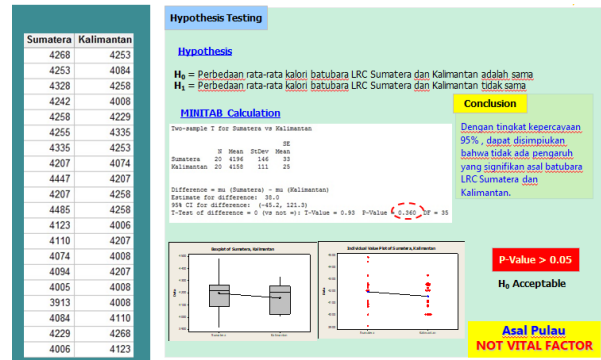 Sumatera Kalimantan
4268 4253
4253 4084
4328 4258
4242 4008
4258 4229
4255 4335
4335 4253
4207 4074
4447 4207
4207 4258
4485 4258
4123 4006
4110 4207
4074 4008
4094 4207
4005 4008
3913 4008
4084 4110
4229 4268
4006 4123
Hypothesis Testing
Hypothesis
H₀ = Perbedaan rata-rata kalori batubara LRC Sumatera dan Kalimantan adalah sama
H₁ = Perbedaan rata-rata kalori batubara LRC Sumatera dan Kalimantan tidak sama
MINITAB Calculation
Two-sample T for Sumatera vs Kalimantan
SE
N Mean StDev Mean
Sumatera 20 4196 146 33
Kalimantan 20 4158 111 25
Difference = mu (Sumatera) - mu (Kalimantan)
Estimate for difference: 38.0
95% CI for difference: (-45.2, 121.3)
T-Test of difference = 0 (vs not =): T-Value = 0.93 P-Value = 0.360 DF = 35
Conclusion
Dengan tingkat kepercayaan
95% , dapat disimpiukan
bahwa tidak ada pengaruh
yang signifikan asal batubara
LRC Sumatera dan
Kalimantan.
Boxplot of Sumatera, Kalimantan
Individual Value Plot of Sumatera, Kalimantan
P-Value > 0.05
H₀ Acceptable
Asal Pulau
NOT VITAL FACTOR